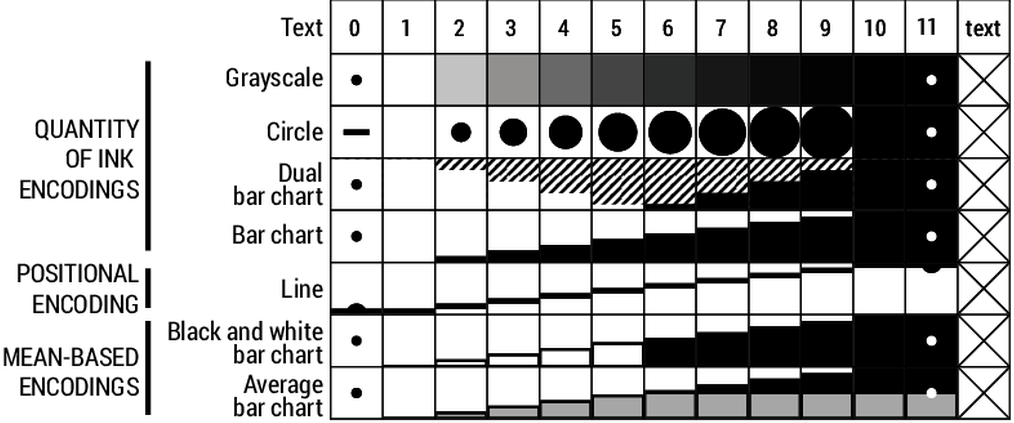 Text 0 1 2 3 4 5 6 7 8 9 10 11 text
Grayscale
QUANTITY
OF INK
ENCODINGS
Circle
Dual
bar chart
Bar chart
POSITIONAL
ENCODING
Line
MEAN-BASED
ENCODINGS
Black and white
bar chart
Average
bar chart